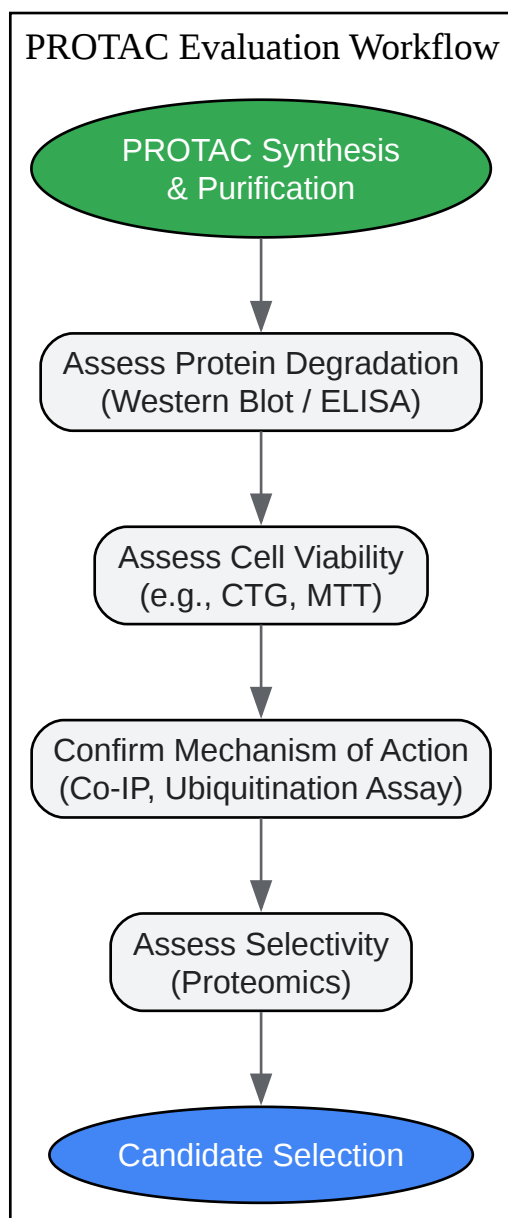 PROTAC Evaluation Workflow
PROTAC Synthesis
& Purification
Assess Protein Degradation
(Western Blot / ELISA)
Assess Cell Viability
(e.g., CTG, MTT)
Confirm Mechanism of Action
(Co-IP, Ubiquitination Assay)
Assess Selectivity
(Proteomics)
Candidate Selection